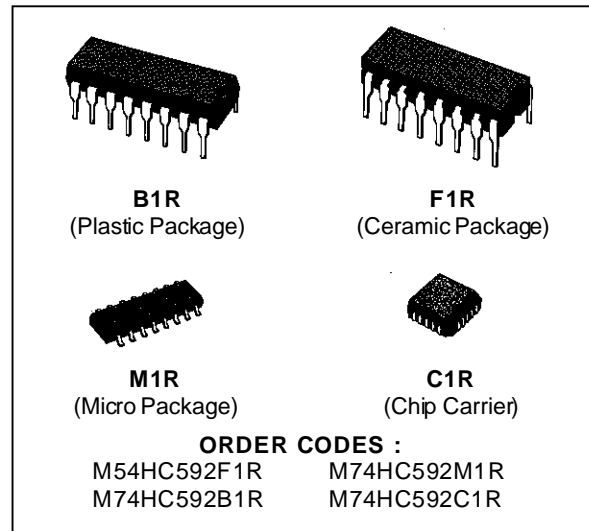 B1R
(Plastic Package)
F1R
(Ceramic Package)
M1R
(Micro Package)
C1R
(Chip Carrier)
ORDER CODES :
M54HC592F1R M74HC592M1R
M74HC592B1R M74HC592C1R